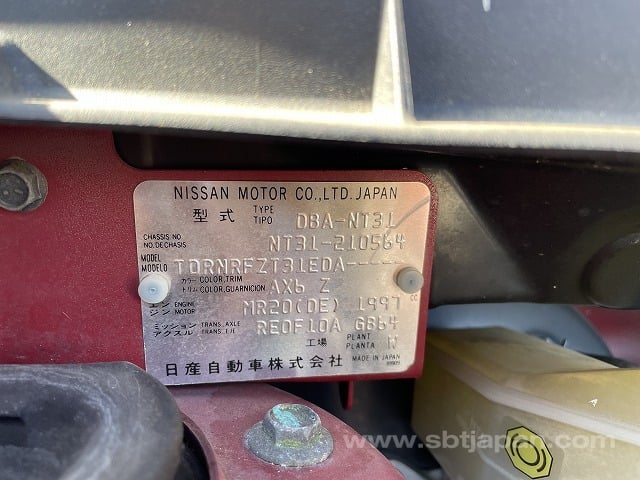 NISSAN MOTOR CO., LTD. JAPAN
型式 TYPE TIPO DBA-NT31
CHASSIS NO. NO.DECHASIS NT31-210564
MODEL MODELO TDRNRFZT31EDA-----
カラー トリム COLOR, TRIM COLOR, GUARNICION AX6 Z
エンジン ENGINE MOTOR MR20(DE) 1997 CC
ミッション アクスル TRANS. AXLE TRANS. EJE RE0F10A GB64
工場 PLANT PLANTA W
日産自動車株式会社 MADE IN JAPAN
www.sbtjapan.com